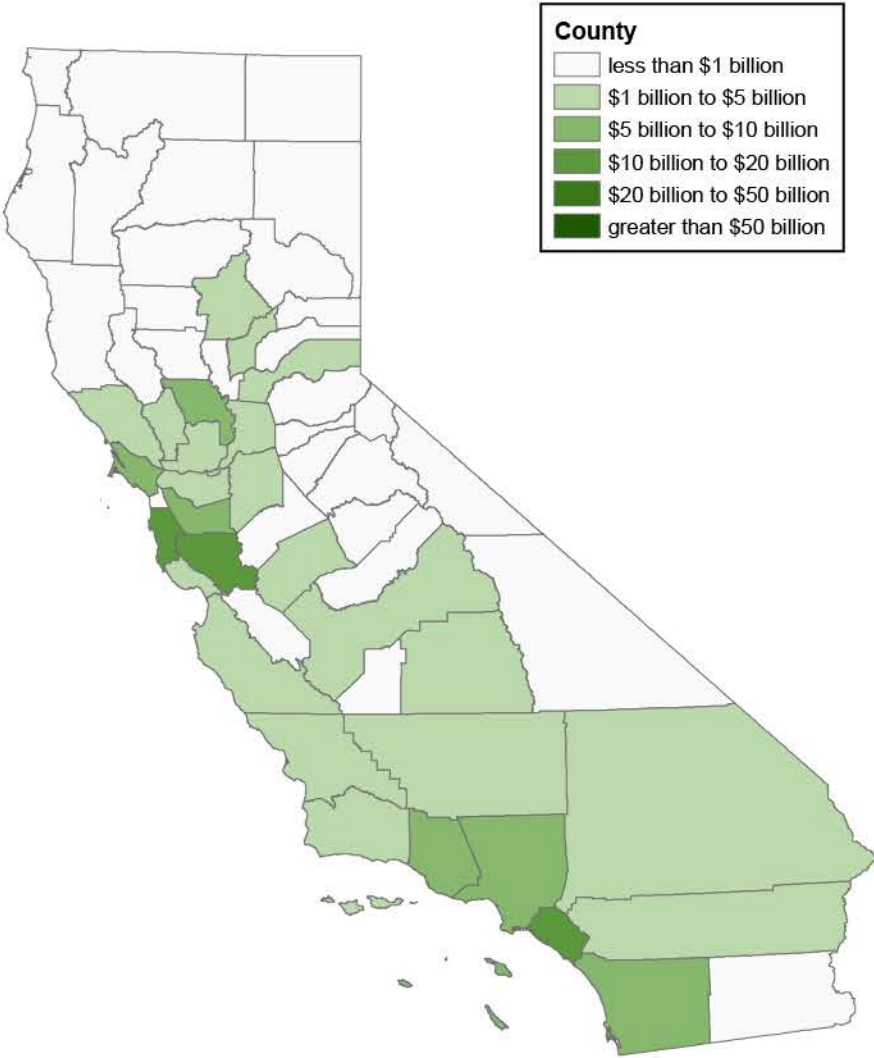 County
less than $1 billion
$1 billion to $5 billion
$5 billion to $10 billion
$10 billion to $20 billion
$20 billion to $50 billion
greater than $50 billion